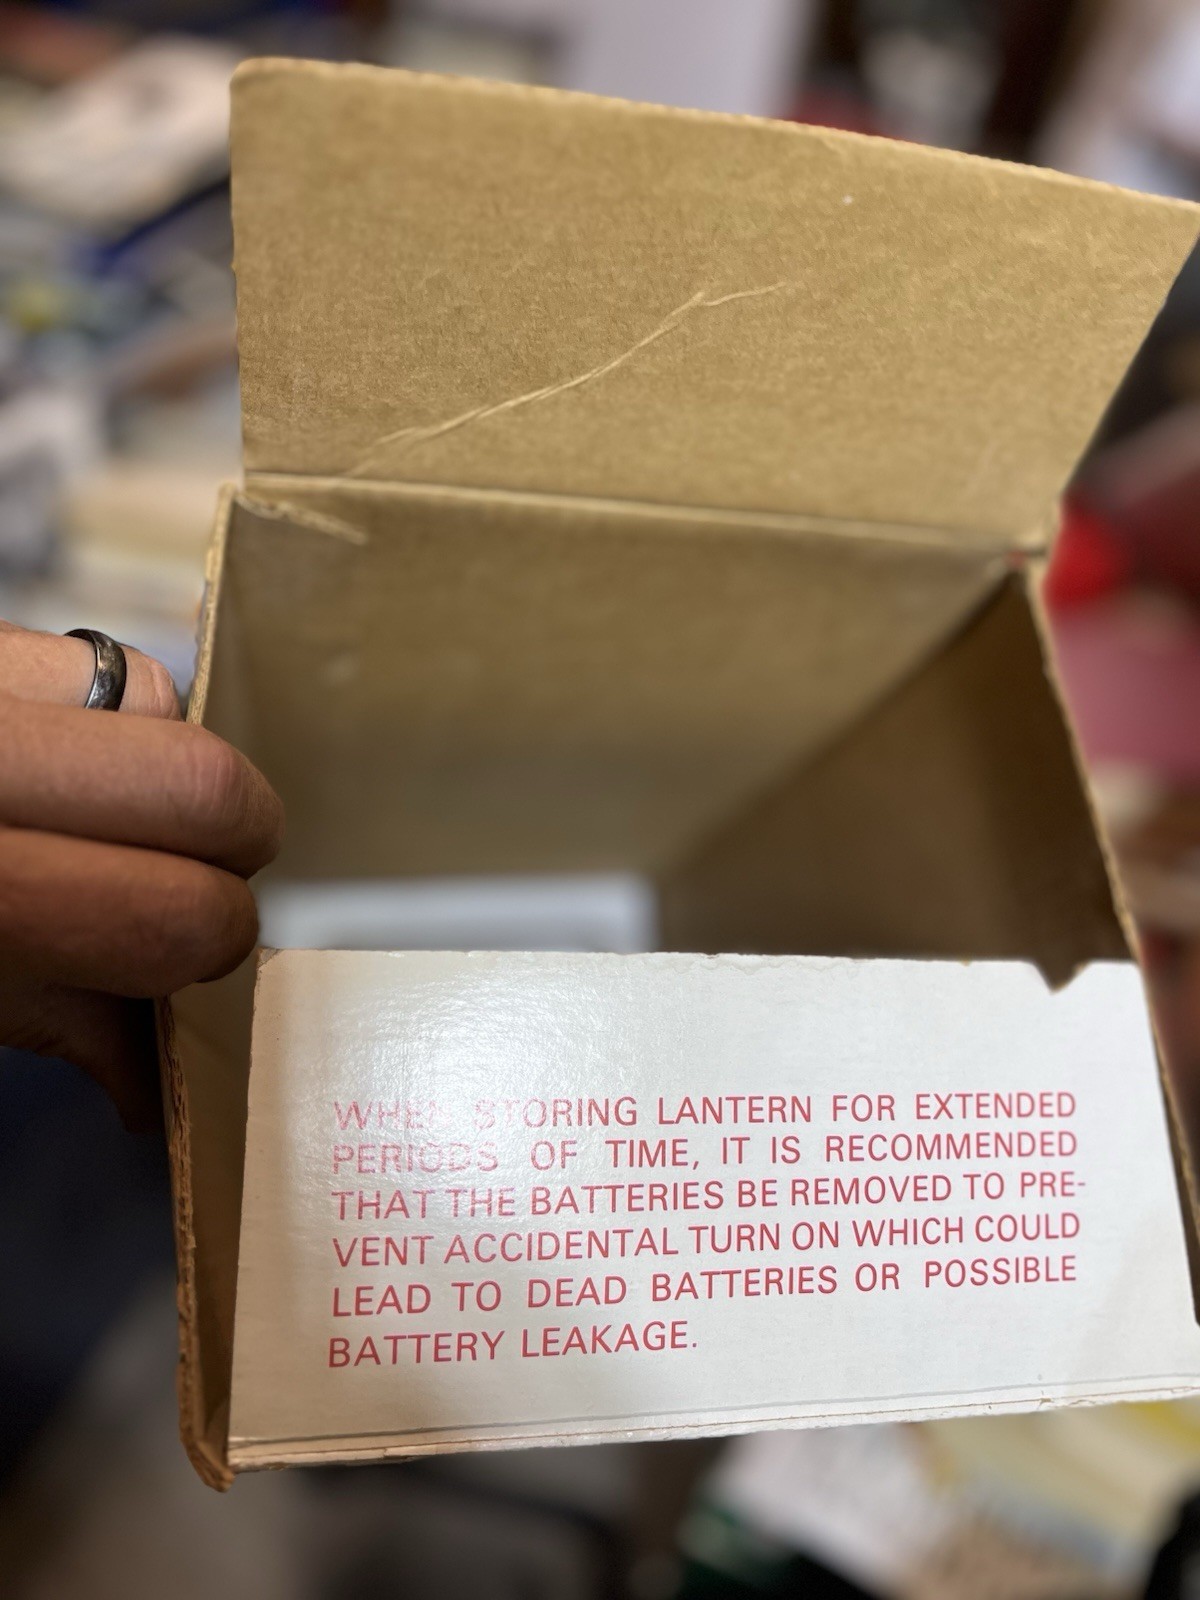 WHEN STORING LANTERN FOR EXTENDED
PERIODS OF TIME, IT IS RECOMMENDED
THAT THE BATTERIES BE REMOVED TO PRE-
VENT ACCIDENTAL TURN ON WHICH COULD
LEAD TO DEAD BATTERIES OR POSSIBLE
BATTERY LEAKAGE.